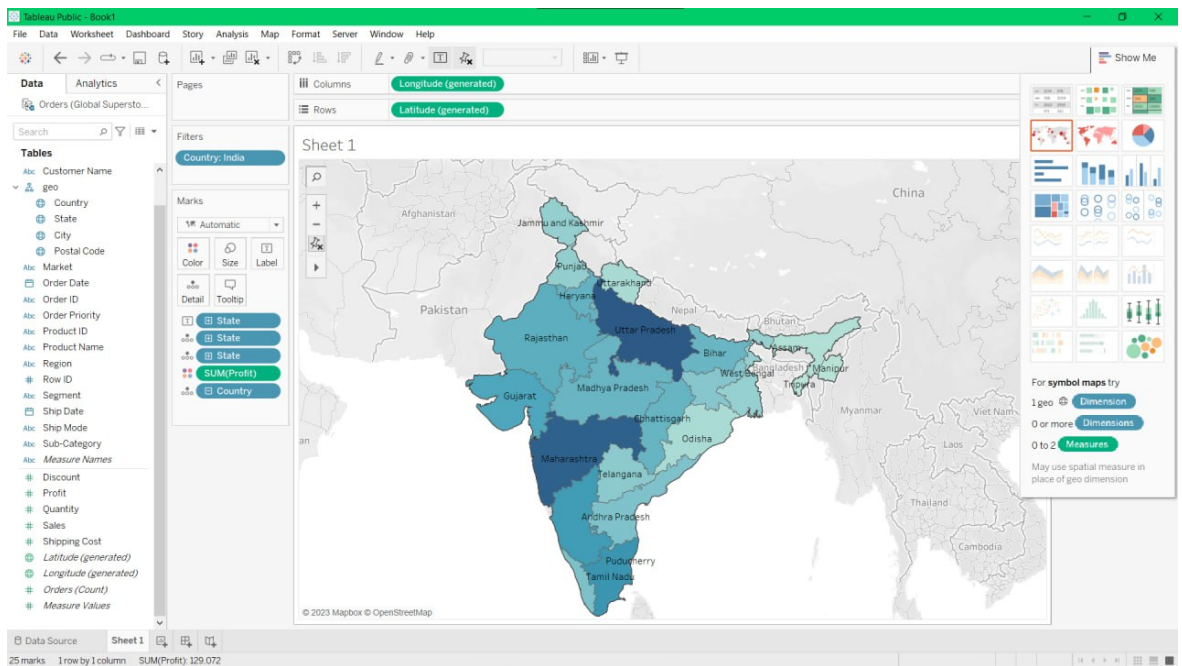 Tableau Public - Book1
File Data Worksheet Dashboard Story Analysis Map Format Server Window Help
Show Me
Data Analytics
Orders (Global Supersto...
Search
Tables
Abc Customer Name
geo
Country
State
City
Postal Code
Abc Market
Order Date
Abc Order ID
Abc Order Priority
Abc Product ID
Abc Product Name
Abc Region
# Row ID
Abc Segment
Ship Date
Abc Ship Mode
Abc Sub-Category
Abc Measure Names
# Discount
# Profit
# Quantity
# Sales
# Shipping Cost
Latitude (generated)
Longitude (generated)
# Orders (Count)
# Measure Values
Pages
Filters
Country: India
Marks
Automatic
Color Size Label
Detail Tooltip
State
State
State
SUM(Profit)
Country
Columns Longitude (generated)
Rows Latitude (generated)
Sheet 1
China
Afghanistan
Jammu and Kashmir
Punjab
Uttarakhand
Haryana
Pakistan
Nepal
Uttar Pradesh
Bhutan
Rajasthan
Bihar
Assam
West Bengal
Bangladesh
Manipur
Tripura
Madhya Pradesh
Gujarat
Chhattisgarh
Myanmar
Viet Nam
Odisha
Laos
Maharashtra
Telangana
Thailand
Andhra Pradesh
Cambodia
Puducherry
Tamil Nadu
© 2023 Mapbox © OpenStreetMap
For symbol maps try
1 geo Dimension
0 or more Dimensions
0 to 2 Measures
May use spatial measure in
place of geo dimension
Data Source Sheet 1
25 marks 1 row by 1 column SUM(Profit): 129.072